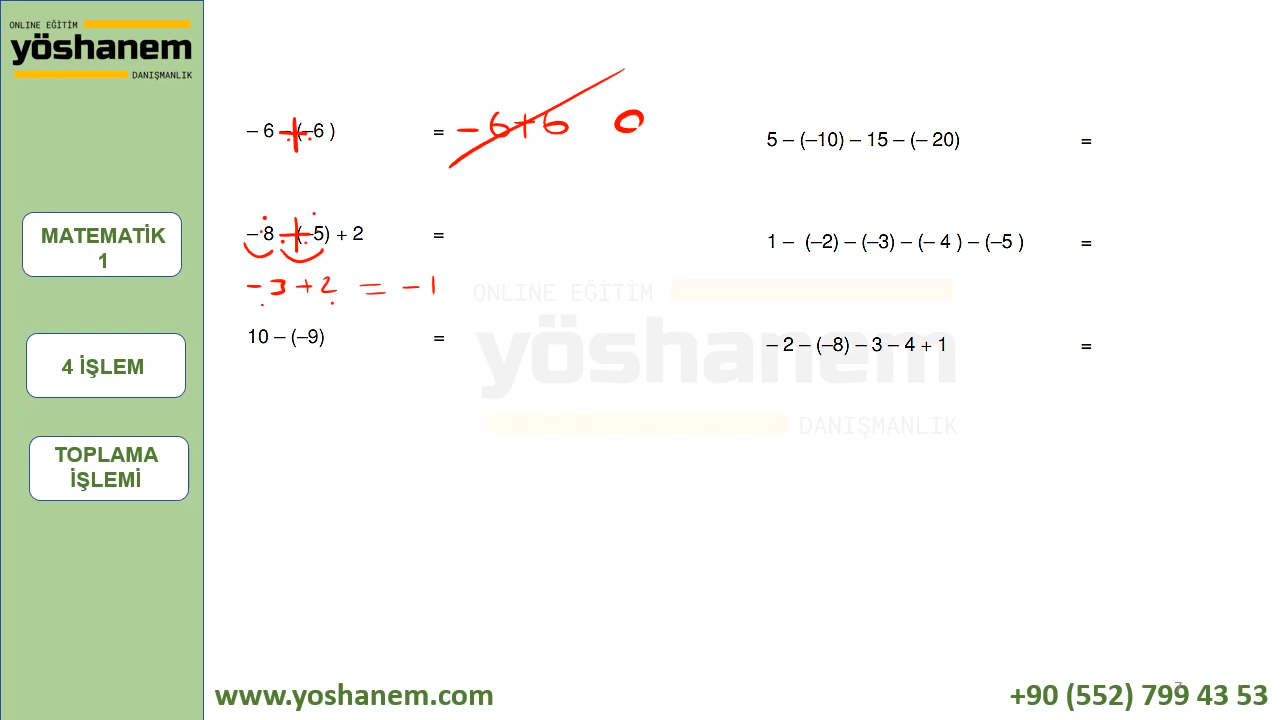 ONLINE EĞİTİM
yöshanem
DANIŞMANLIK
MATEMATİK
1
4 İŞLEM
TOPLAMA
İŞLEMİ
– 6 – (–6 ) = – 6 + 6 0
– 8 – (–5) + 2 =
– 3 + 2 = – 1
10 – (–9) =
5 – (–10) – 15 – (– 20) =
1 – (–2) – (–3) – (– 4 ) – (–5 ) =
– 2 – (–8) – 3 – 4 + 1 =
ONLINE EĞİTİM
yöshanem
DANIŞMANLIK
www.yoshanem.com
+90 (552) 799 43 53
7